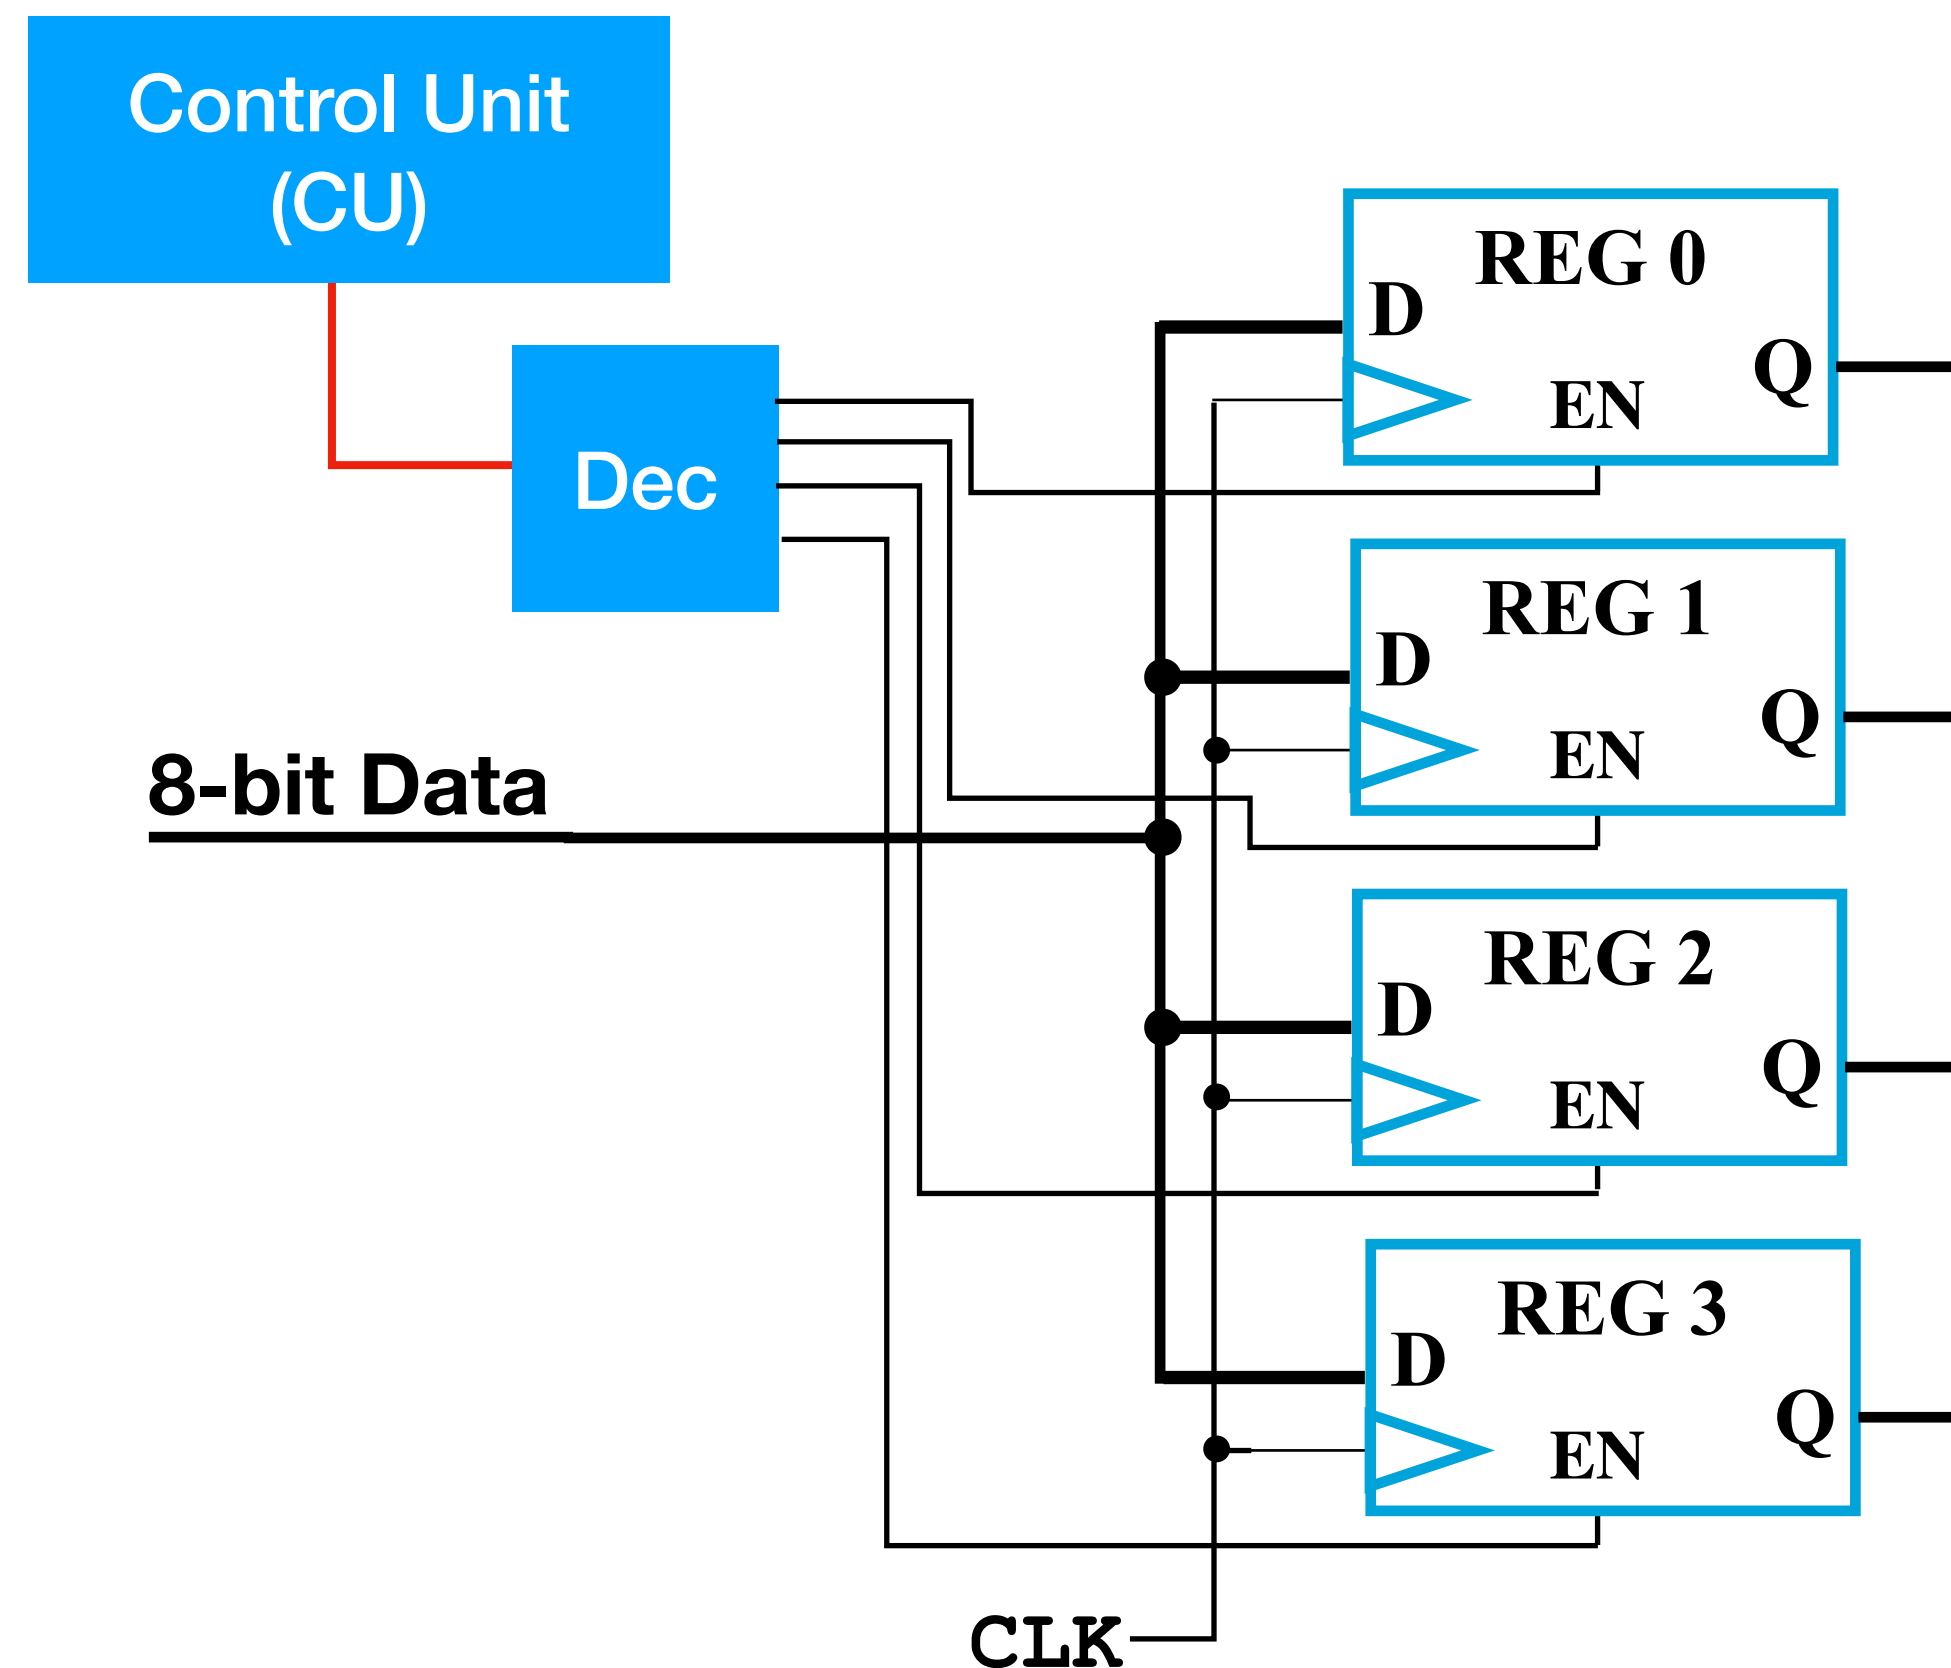 Control Unit
(CU)
REG 0
D
Q
EN
Dec
REG 1
D
Q
EN
8-bit Data
REG 2
D
Q
EN
REG 3
D
Q
EN
CLK